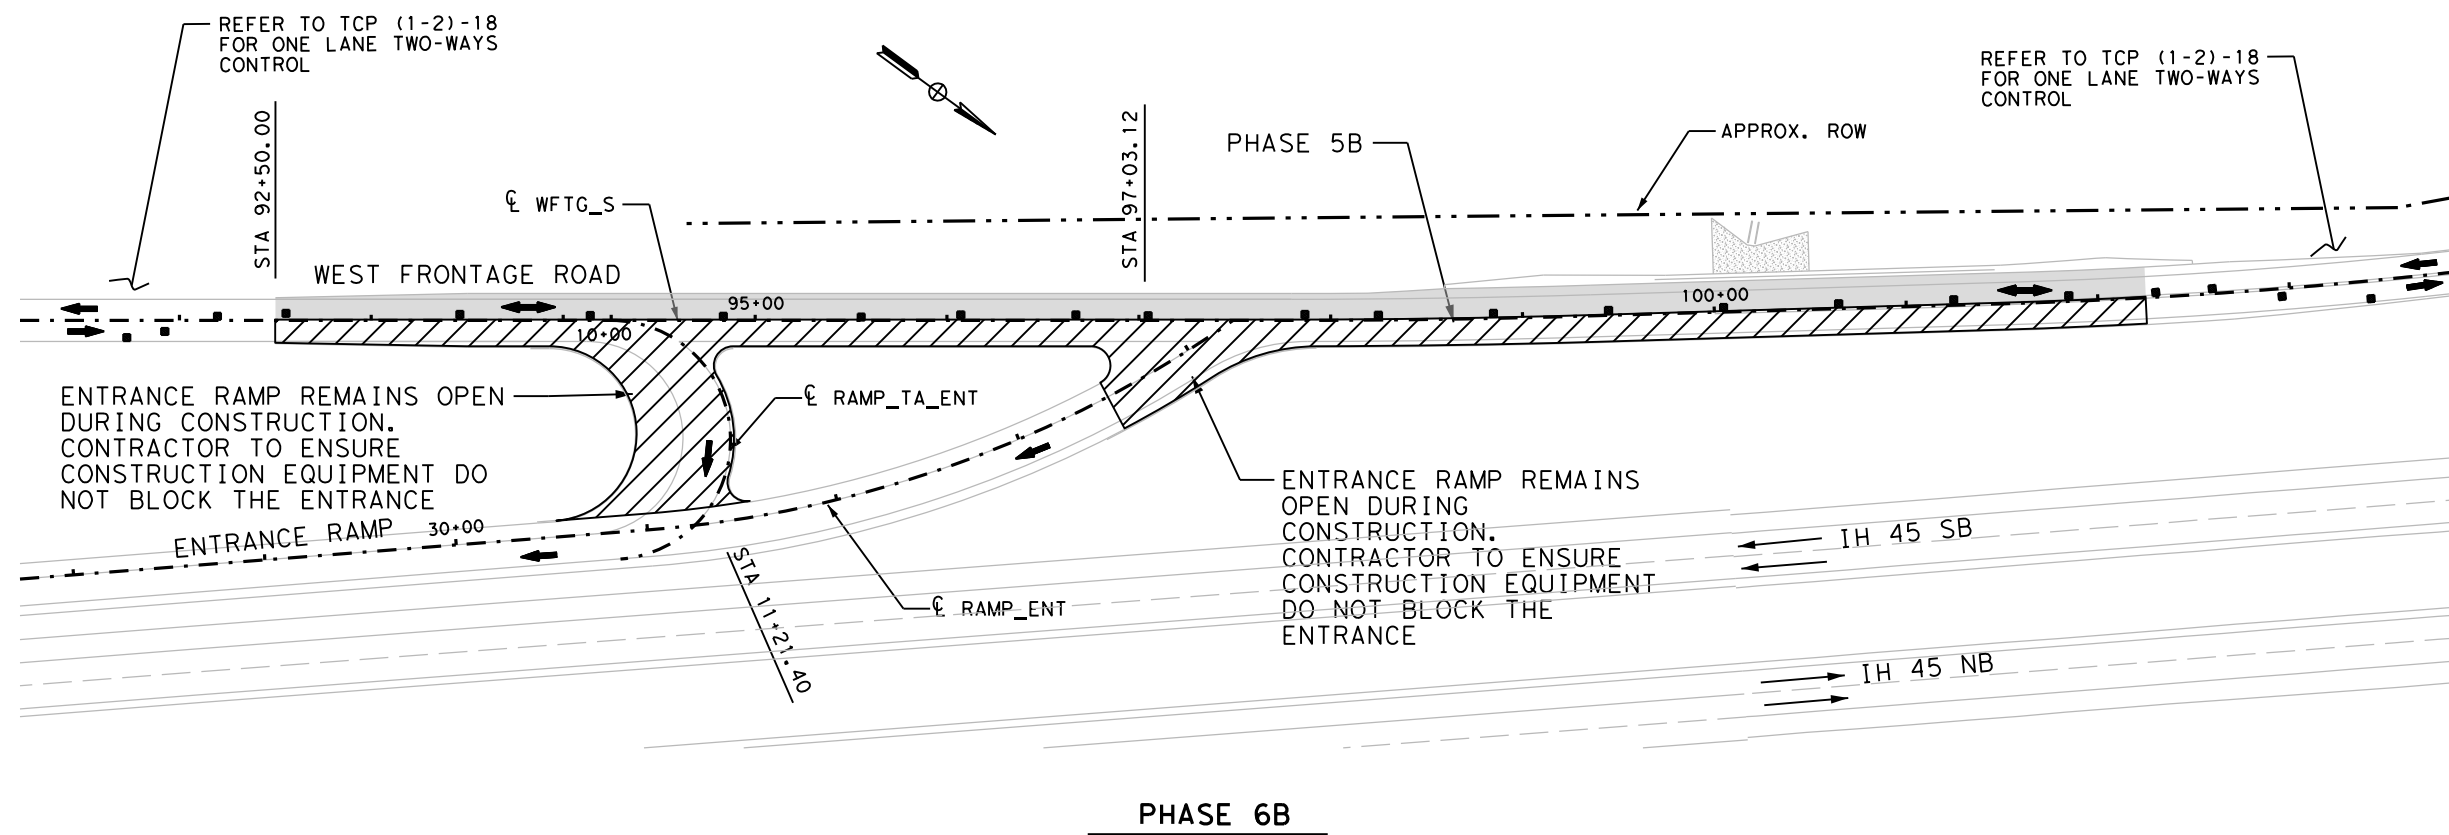 REFER TO TCP (1-2)-18
FOR ONE LANE TWO-WAYS
CONTROL
REFER TO TCP (1-2)-18
FOR ONE LANE TWO-WAYS
CONTROL
STA 92+50.00
STA 97+03.12
PHASE 5B
APPROX. ROW
℄ WFTG_S
WEST FRONTAGE ROAD
95+00
100+00
10+00
ENTRANCE RAMP REMAINS OPEN
DURING CONSTRUCTION.
CONTRACTOR TO ENSURE
CONSTRUCTION EQUIPMENT DO
NOT BLOCK THE ENTRANCE
℄ RAMP_TA_ENT
ENTRANCE RAMP REMAINS
OPEN DURING
CONSTRUCTION.
CONTRACTOR TO ENSURE
CONSTRUCTION EQUIPMENT
DO NOT BLOCK THE
ENTRANCE
ENTRANCE RAMP
30+00
STA 11+21.40
℄ RAMP_ENT
IH 45 SB
IH 45 NB
PHASE 6B